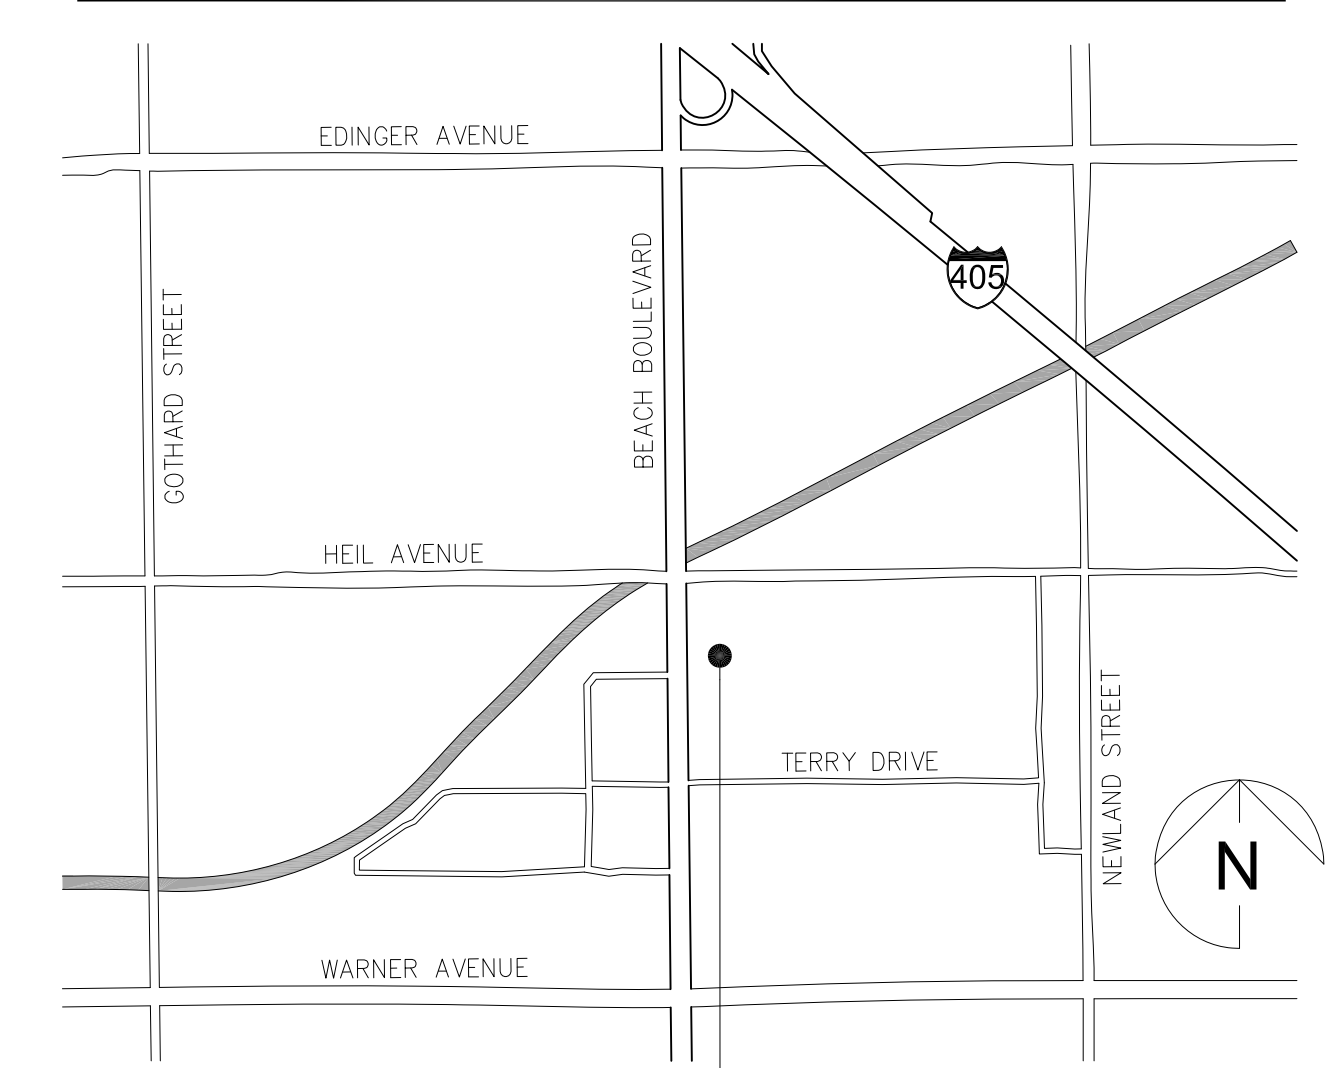 EDINGER AVENUE
BEACH BOULEVARD
405
GOTHARD STREET
HEIL AVENUE
NEWLAND STREET
TERRY DRIVE
N
WARNER AVENUE